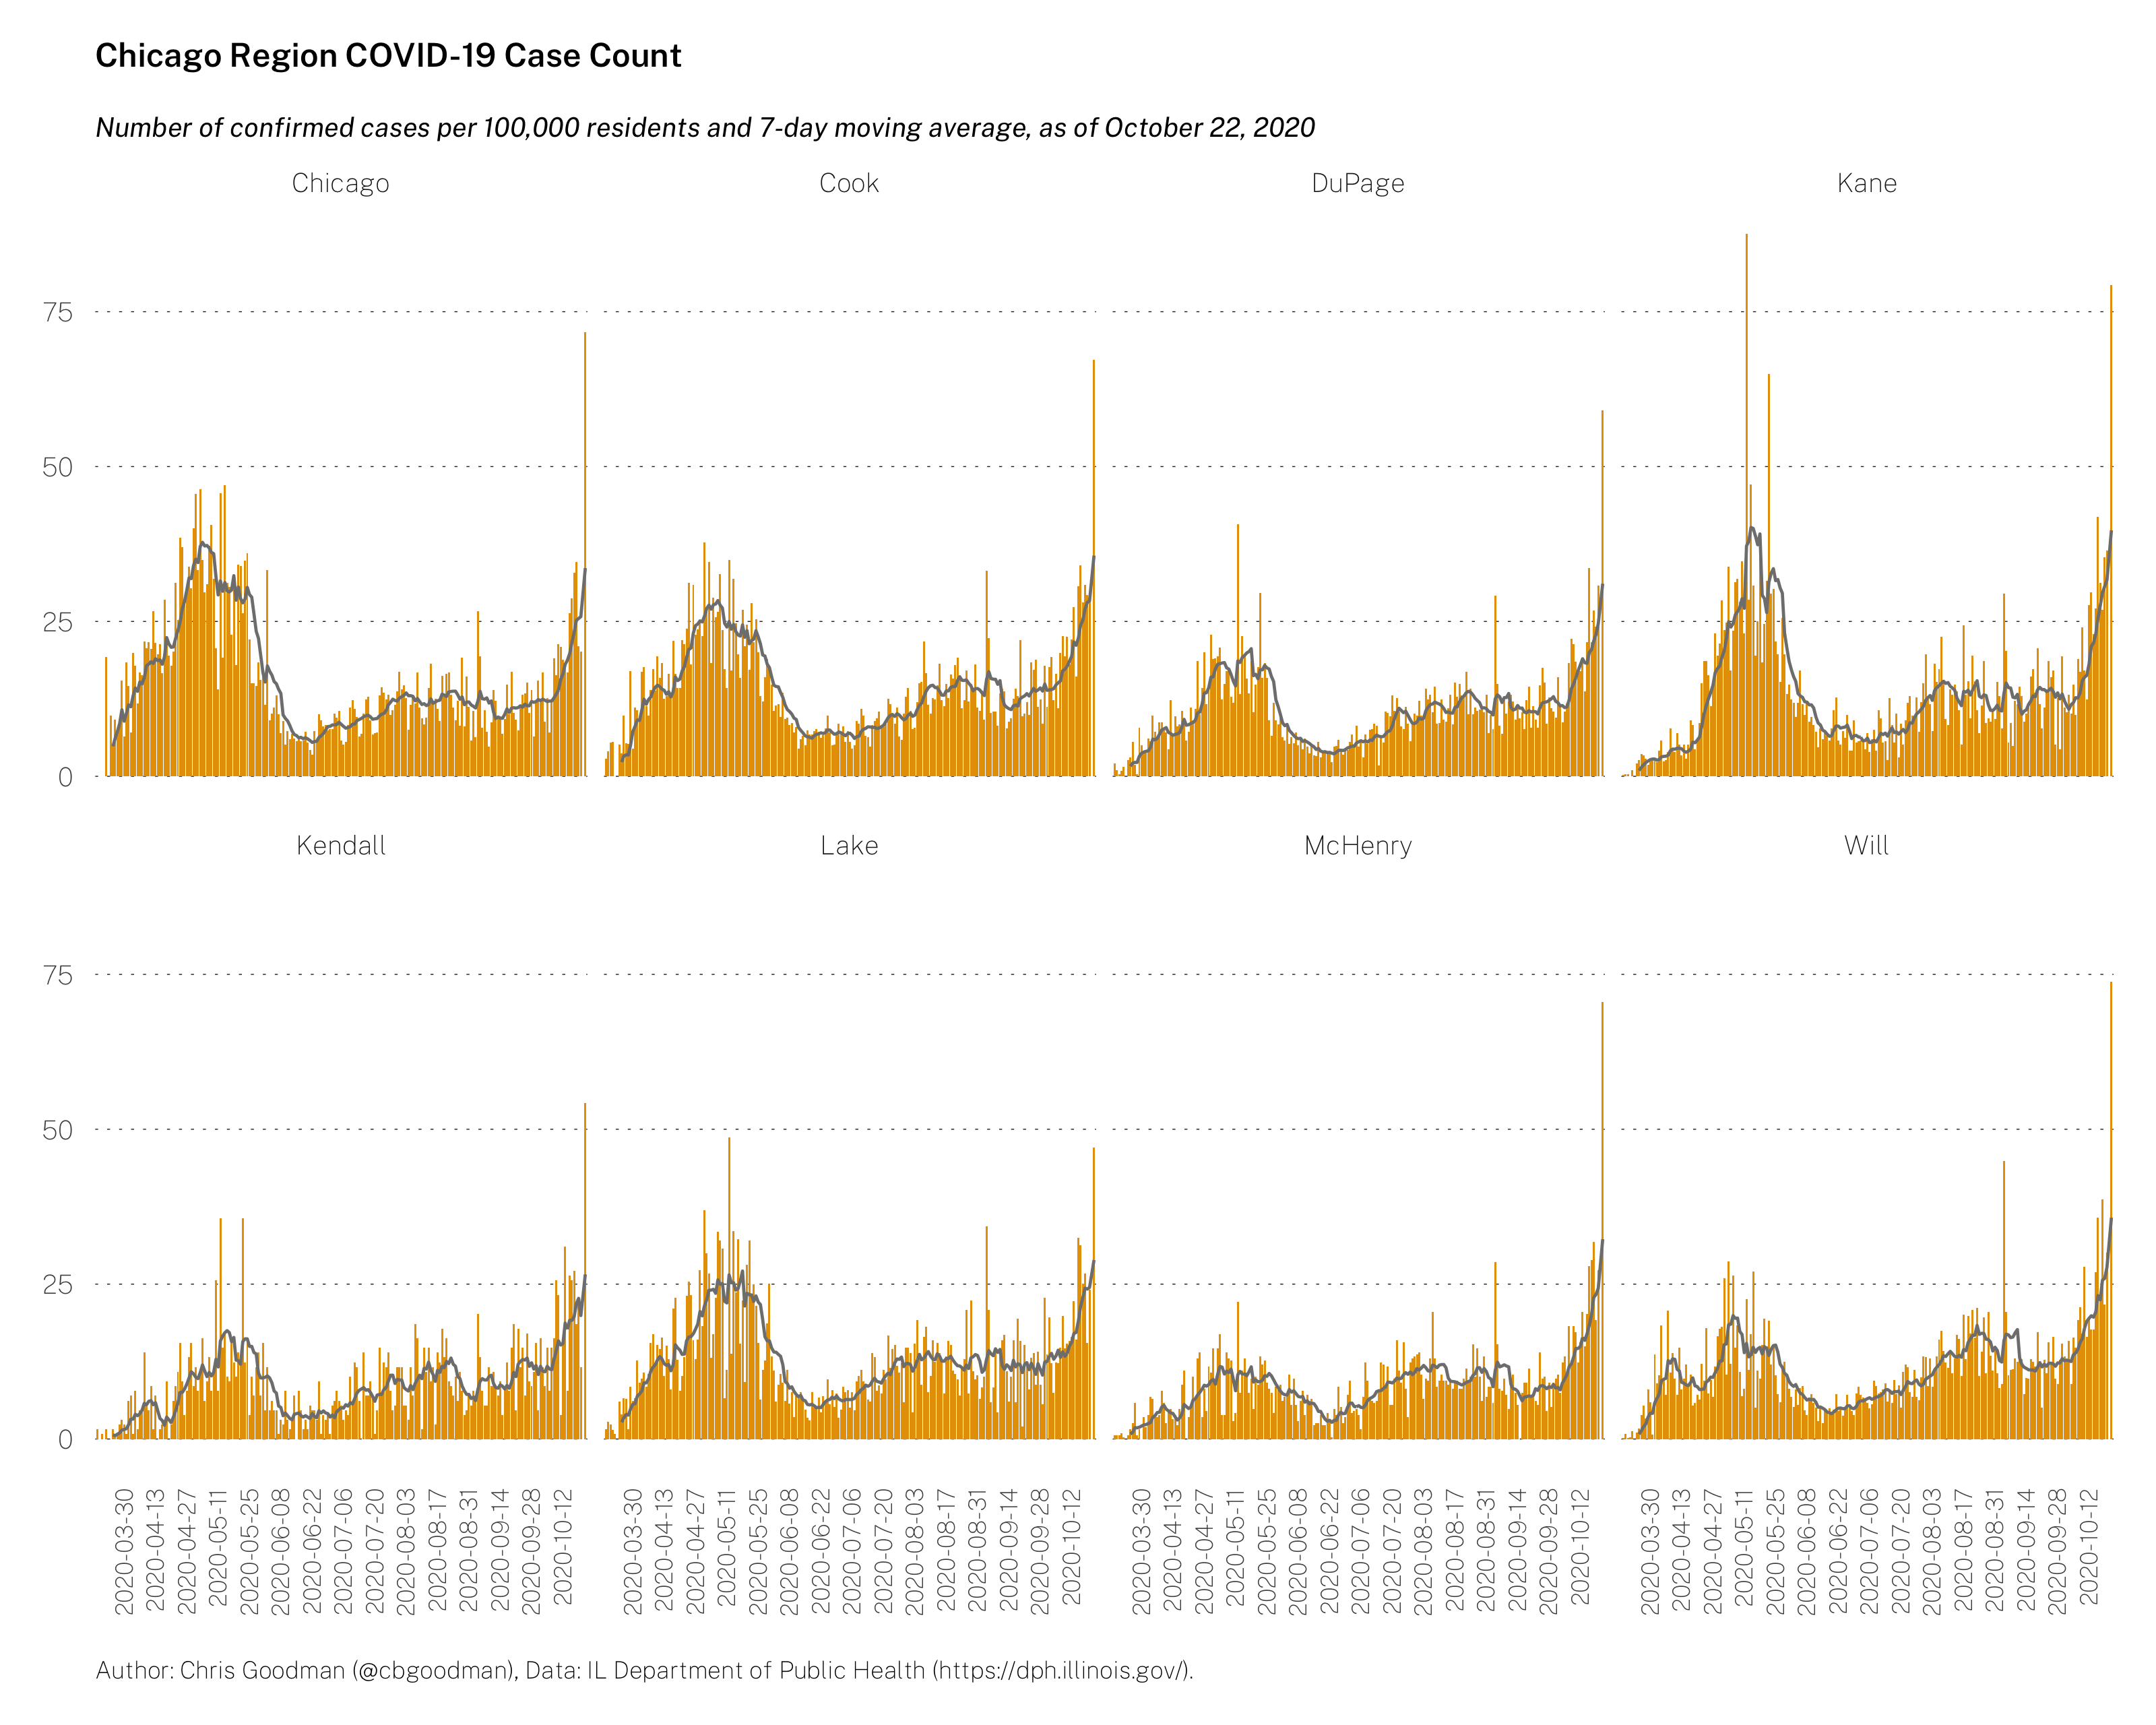 Chicago Region COVID-19 Case Count
Number of confirmed cases per 100,000 residents and 7-day moving average, as of October 22, 2020
Chicago Cook DuPage Kane
75
50
25
0
Kendall Lake McHenry Will
75
50
25
0
2020-03-30 2020-04-13 2020-04-27 2020-05-11 2020-05-25 2020-06-08 2020-06-22 2020-07-06 2020-07-20 2020-08-03 2020-08-17 2020-08-31 2020-09-14 2020-09-28 2020-10-12 2020-03-30 2020-04-13 2020-04-27 2020-05-11 2020-05-25 2020-06-08 2020-06-22 2020-07-06 2020-07-20 2020-08-03 2020-08-17 2020-08-31 2020-09-14 2020-09-28 2020-10-12 2020-03-30 2020-04-13 2020-04-27 2020-05-11 2020-05-25 2020-06-08 2020-06-22 2020-07-06 2020-07-20 2020-08-03 2020-08-17 2020-08-31 2020-09-14 2020-09-28 2020-10-12 2020-03-30 2020-04-13 2020-04-27 2020-05-11 2020-05-25 2020-06-08 2020-06-22 2020-07-06 2020-07-20 2020-08-03 2020-08-17 2020-08-31 2020-09-14 2020-09-28 2020-10-12
Author: Chris Goodman (@cbgoodman), Data: IL Department of Public Health (https://dph.illinois.gov/).